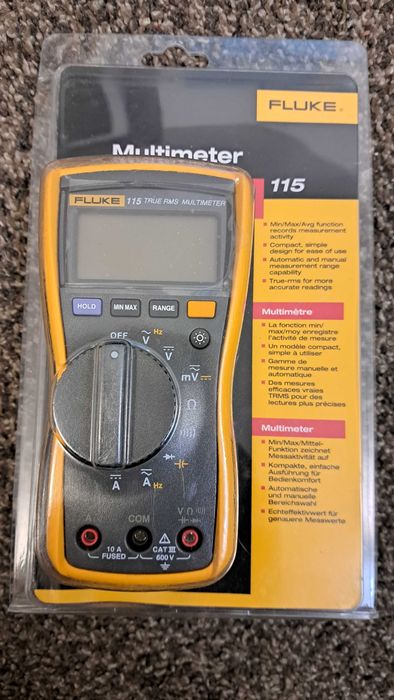 FLUKE®
Multimeter
115
Min/Max/Avg function
records measurement
activity
Compact, simple
design for ease of use
Automatic and manual
measurement range
capability
True-rms for more
accurate readings
Multimètre
La fonction min/
max/moy enregistre
l'activité de mesure
Un modèle compact,
simple à utiliser
Gamme de
mesure manuelle et
automatique
Des mesures
efficaces vraies
TRMS pour des
lectures plus précises
Multimeter
Min/Max/Mittel-
Funktion zeichnet
Messaktivität auf
Kompakte, einfache
Ausführung für
Bedienkomfort
Automatische
und manuelle
Bereichswahl
Echteffektivwert für
genauere Messwerte
FLUKE 115 TRUE RMS MULTIMETER
HOLD MIN MAX RANGE
OFF
V Hz
V
mV
Ω
A
A Hz
10 A
FUSED
COM
CAT III
600 V
V Ω